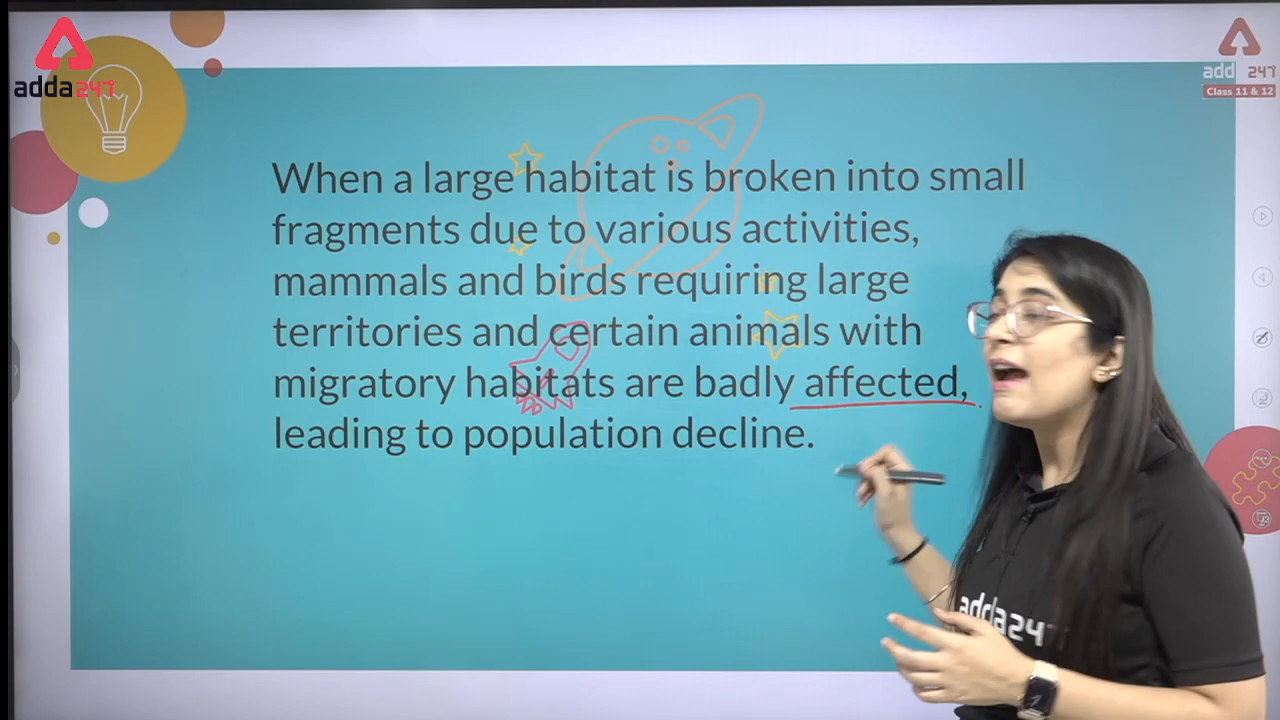 adda247
add 247
Class 11 & 12
When a large habitat is broken into small
fragments due to various activities,
mammals and birds requiring large
territories and certain animals with
migratory habitats are badly affected,
leading to population decline.
adda247